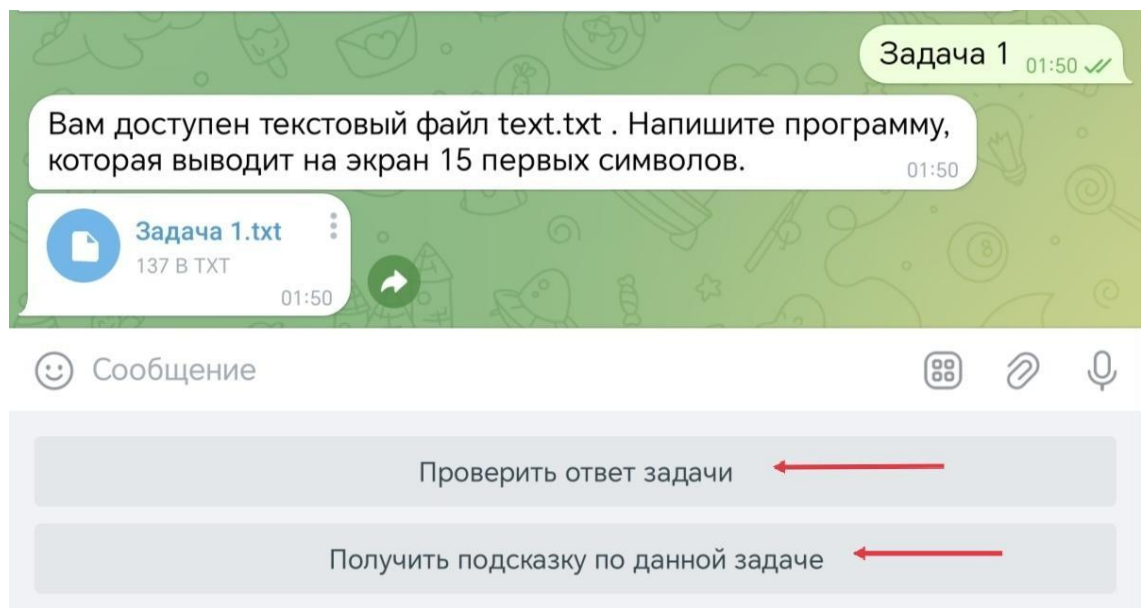 Задача 1 01:50
Вам доступен текстовый файл text.txt . Напишите программу,
которая выводит на экран 15 первых символов. 01:50
Задача 1.txt
137 B TXT
01:50
Сообщение
Проверить ответ задачи
Получить подсказку по данной задаче